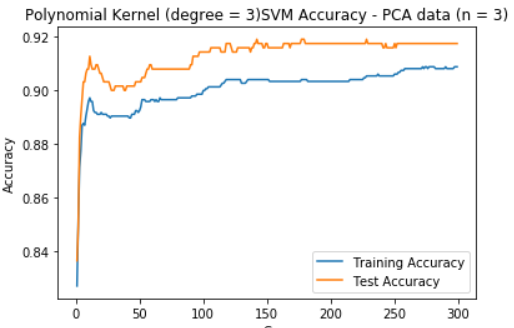 Polynomial Kernel (degree = 3)SVM Accuracy - PCA data (n = 3)
0.92
0.90
0.88
0.86
0.84
Accuracy
Training Accuracy
Test Accuracy
0 50 100 150 200 250 300